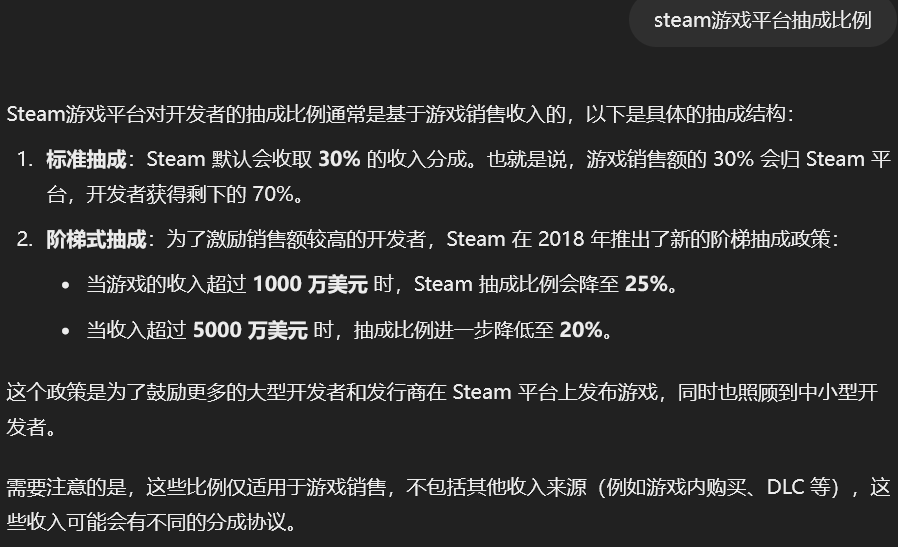 steam游戏平台抽成比例
Steam游戏平台对开发者的抽成比例通常是基于游戏销售收入的，以下是具体的抽成结构：
1. 标准抽成：Steam 默认会收取 30% 的收入分成。也就是说，游戏销售额的 30% 会归 Steam 平
台，开发者获得剩下的 70%。
2. 阶梯式抽成：为了激励销售额较高的开发者，Steam 在 2018 年推出了新的阶梯抽成政策：
• 当游戏的收入超过 1000 万美元 时，Steam 抽成比例会降至 25%。
• 当收入超过 5000 万美元 时，抽成比例进一步降低至 20%。
这个政策是为了鼓励更多的大型开发者和发行商在 Steam 平台上发布游戏，同时也照顾到中小型开
发者。
需要注意的是，这些比例仅适用于游戏销售，不包括其他收入来源（例如游戏内购买、DLC 等），这
些收入可能会有不同的分成协议。